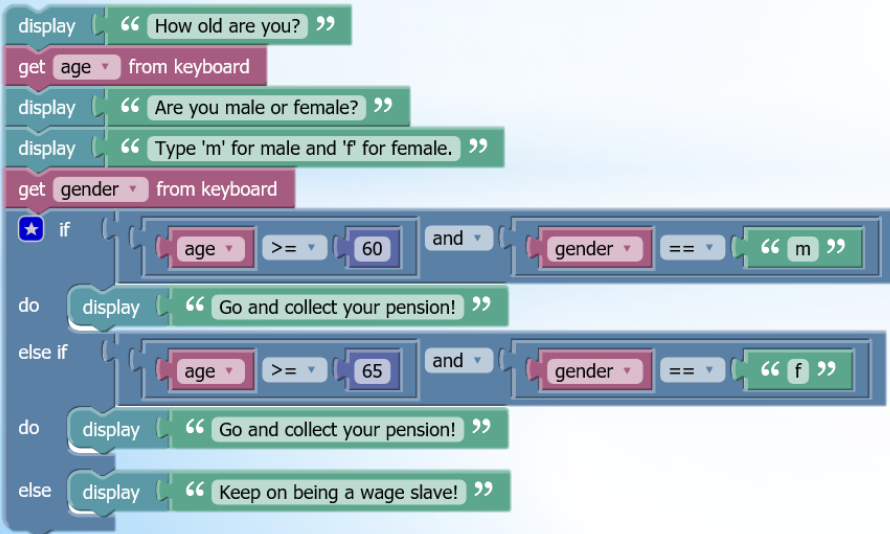 display “ How old are you? ”
get age ▾ from keyboard
display “ Are you male or female? ”
display “ Type 'm' for male and 'f' for female. ”
get gender ▾ from keyboard
if age ▾ >= ▾ 60 and ▾ gender ▾ == ▾ “ m ”
do display “ Go and collect your pension! ”
else if age ▾ >= ▾ 65 and ▾ gender ▾ == ▾ “ f ”
do display “ Go and collect your pension! ”
else display “ Keep on being a wage slave! ”